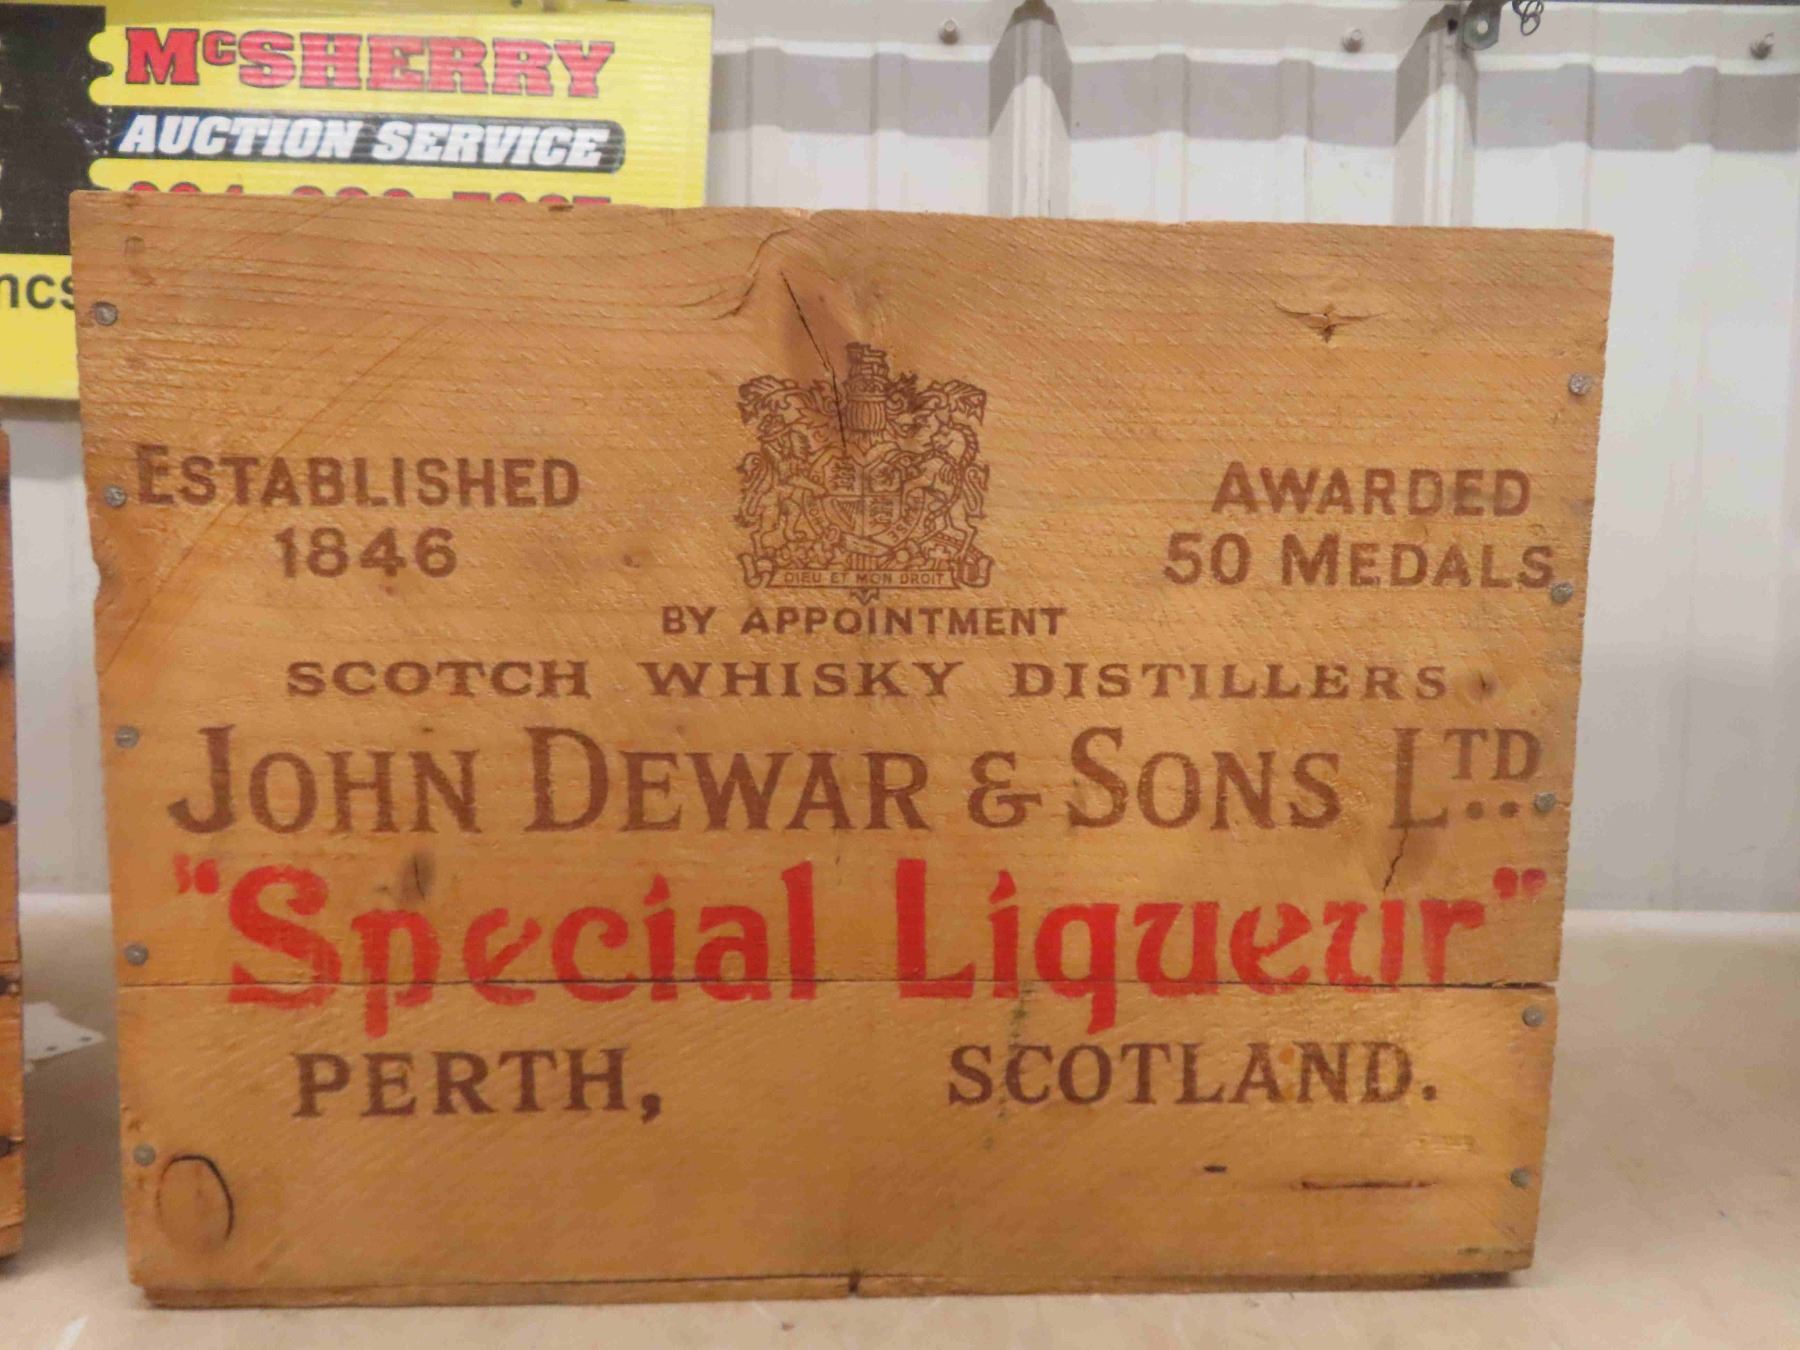 McSHERRY
AUCTION SERVICE
mcs
ESTABLISHED
1846
DIEU ET MON DROIT
BY APPOINTMENT
AWARDED
50 MEDALS
SCOTCH WHISKY DISTILLERS
JOHN DEWAR & SONS LTD
"Special Liqueur"
PERTH, SCOTLAND.